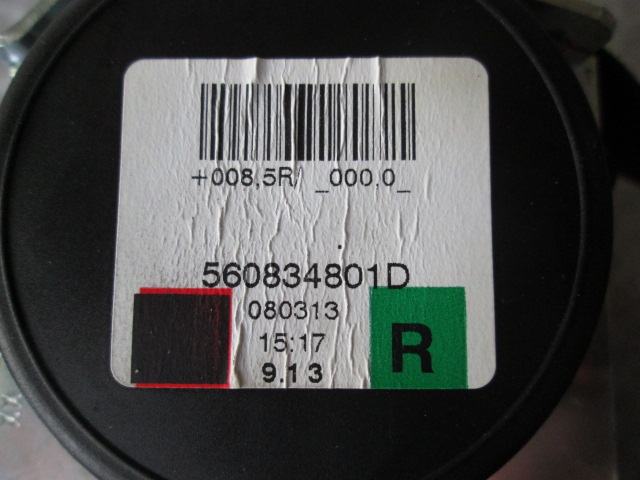 +008,5R/ _000,0_
560834801D
080313
15:17
9.13
R